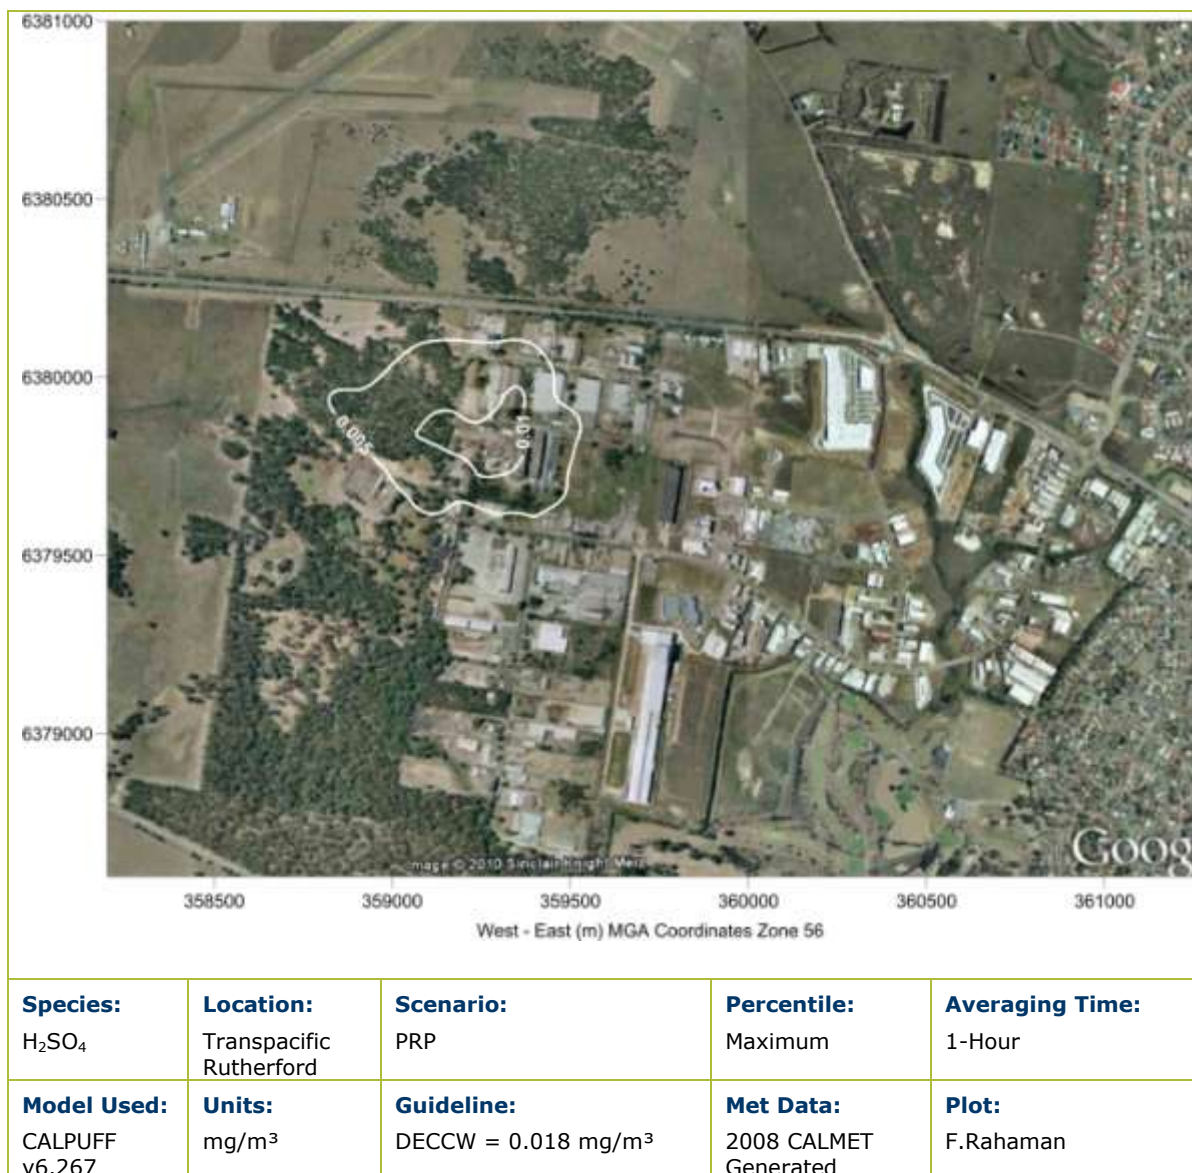 6381000
6380500
6380000
6379500
6379000
0.005
0.01
Image © 2010 Sinclair Knight Merz
Goog
358500 359000 359500 360000 360500 361000
West - East (m) MGA Coordinates Zone 56
Species: Location: Scenario: Percentile: Averaging Time:
H₂SO₄ Transpacific PRP Maximum 1-Hour
Rutherford
Model Used: Units: Guideline: Met Data: Plot:
CALPUFF mg/m³ DECCW = 0.018 mg/m³ 2008 CALMET F.Rahaman
v6.267 Generated